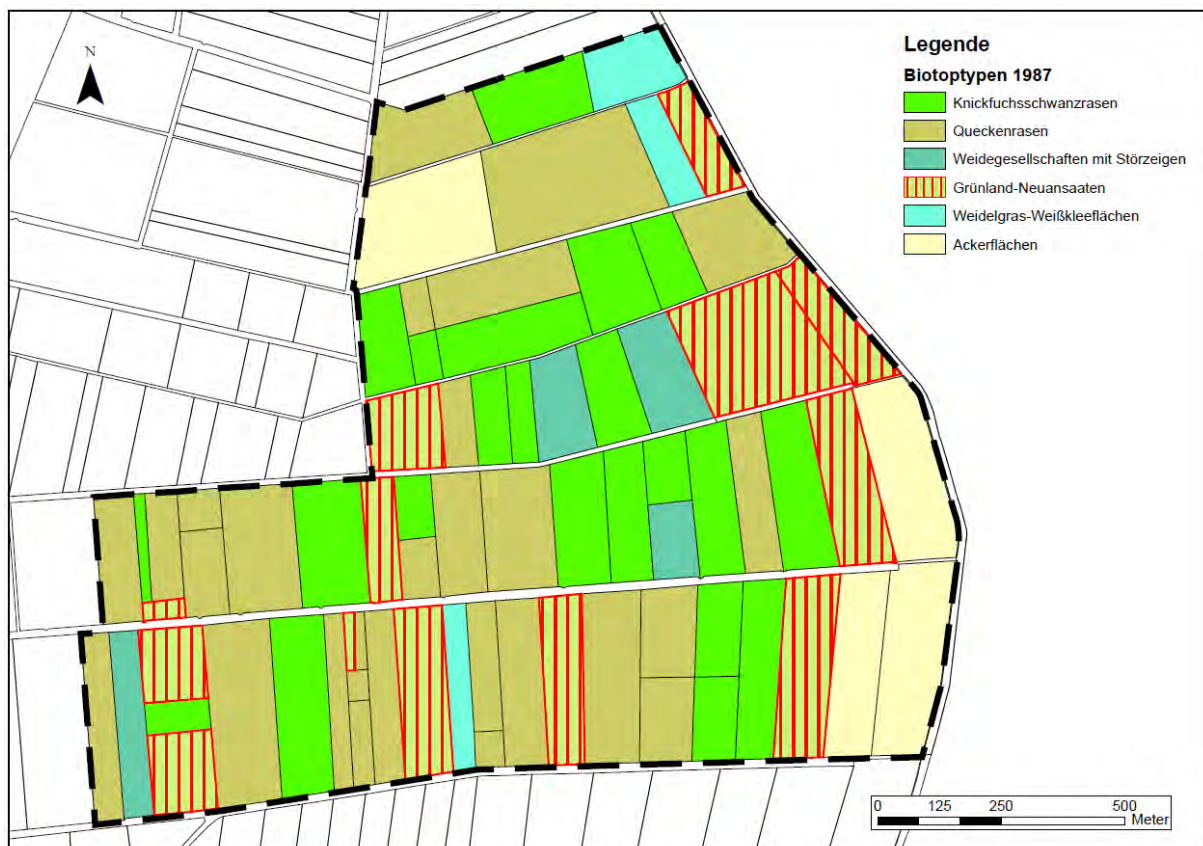 N
Legende
Biotoptypen 1987
Knickfuchsschwanzrasen
Queckenrasen
Weidegesellschaften mit Störzeigen
Grünland-Neuansaaten
Weidelgras-Weißkleeflächen
Ackerflächen
0 125 250 500
Meter